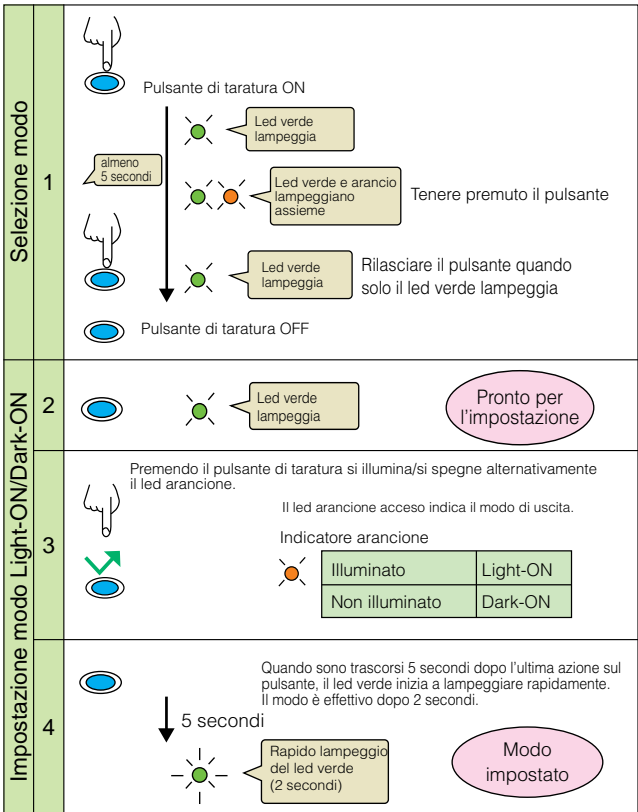 Selezione modo
1
Pulsante di taratura ON
Led verde
lampeggia
almeno
5 secondi
Led verde e arancio
lampeggiano
assieme
Tenere premuto il pulsante
Led verde
lampeggia
Rilasciare il pulsante quando
solo il led verde lampeggia
Pulsante di taratura OFF
Impostazione modo Light-ON/Dark-ON
2
Led verde
lampeggia
Pronto per
l'impostazione
3
Premendo il pulsante di taratura si illumina/si spegne alternativamente
il led arancione.
Il led arancione acceso indica il modo di uscita.
Indicatore arancione
Illuminato Light-ON
Non illuminato Dark-ON
4
Quando sono trascorsi 5 secondi dopo l'ultima azione sul
pulsante, il led verde inizia a lampeggiare rapidamente.
Il modo è effettivo dopo 2 secondi.
5 secondi
Rapido lampeggio
del led verde
(2 secondi)
Modo
impostato